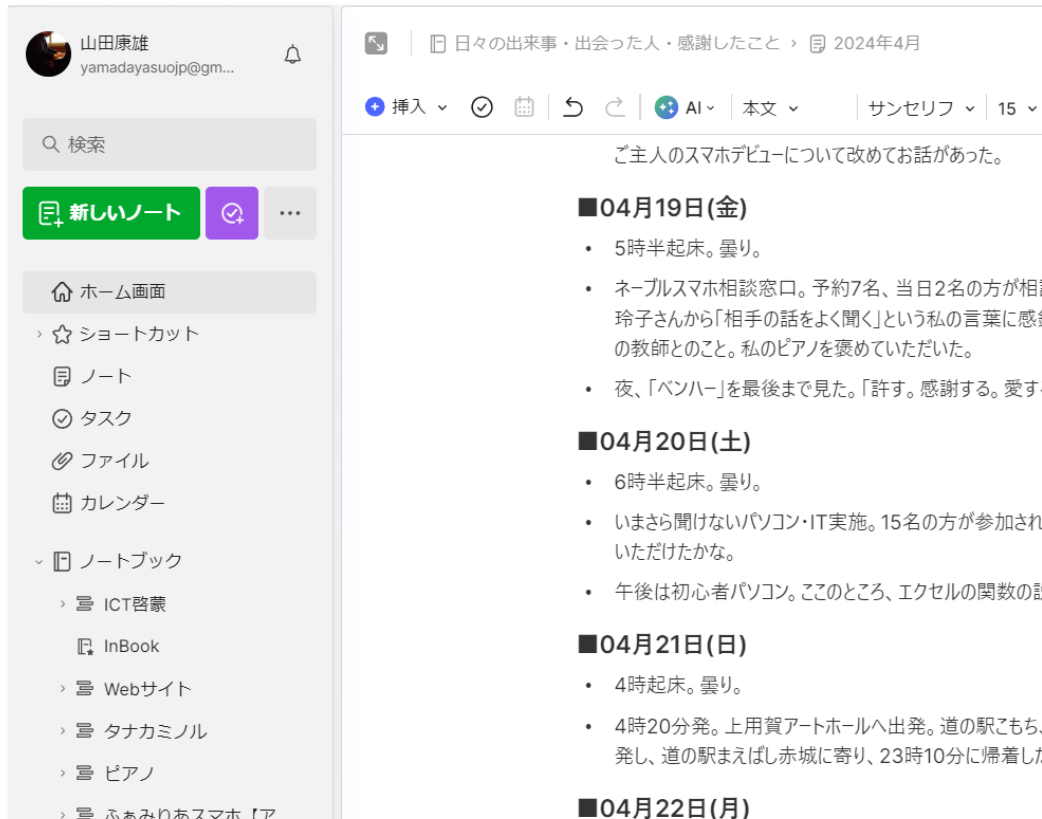 山田康雄
yamadayasuojp@gm...
検索
新しいノート
ホーム画面
ショートカット
ノート
タスク
ファイル
カレンダー
ノートブック
ICT啓蒙
InBook
Webサイト
タナカミノル
ピアノ
ふぁみりあスマホ【ア
日々の出来事・出会った人・感謝したこと › 2024年4月
挿入 AI 本文 サンセリフ 15
ご主人のスマホデビューについて改めてお話があった。
■04月19日(金)
• 5時半起床。曇り。
• ネーブルスマホ相談窓口。予約7名、当日2名の方が相
玲子さんから「相手の話をよく聞く」という私の言葉に感
の教師とのこと。私のピアノを褒めていただいた。
• 夜、「ベンハー」を最後まで見た。「許す。感謝する。愛す
■04月20日(土)
• 6時半起床。曇り。
• いまさら聞けないパソコン・IT実施。15名の方が参加され
いただけたかな。
• 午後は初心者パソコン。ここのところ、エクセルの関数の
■04月21日(日)
• 4時起床。曇り。
• 4時20分発。上用賀アートホールへ出発。道の駅こもち、
発し、道の駅まえばし赤城に寄り、23時10分に帰着し
■04月22日(月)